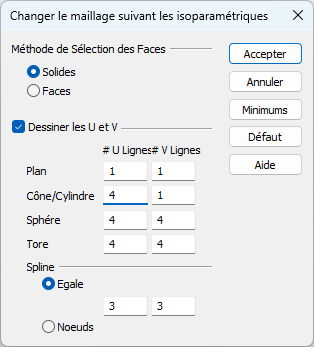 Changer le maillage suivant les isoparamétriques
Méthode de Sélection des Faces
Solides
Faces
Accepter
Annuler
Minimums
Défaut
Aide
Dessiner les U et V
# U Lignes # V Lignes
Plan 1 1
Cône/Cylindre 4 1
Sphére 4 4
Tore 4 4
Spline
Egale
3 3
Noeuds